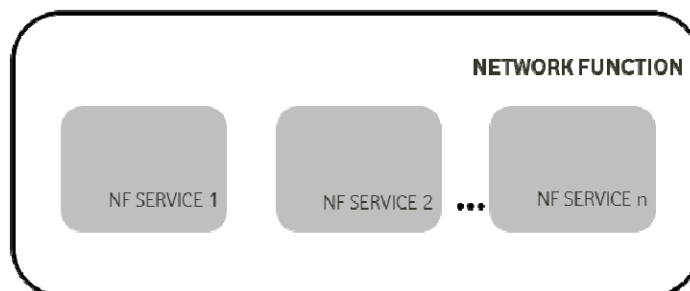 NETWORK FUNCTION
NF SERVICE 1
NF SERVICE 2
...
NF SERVICE n